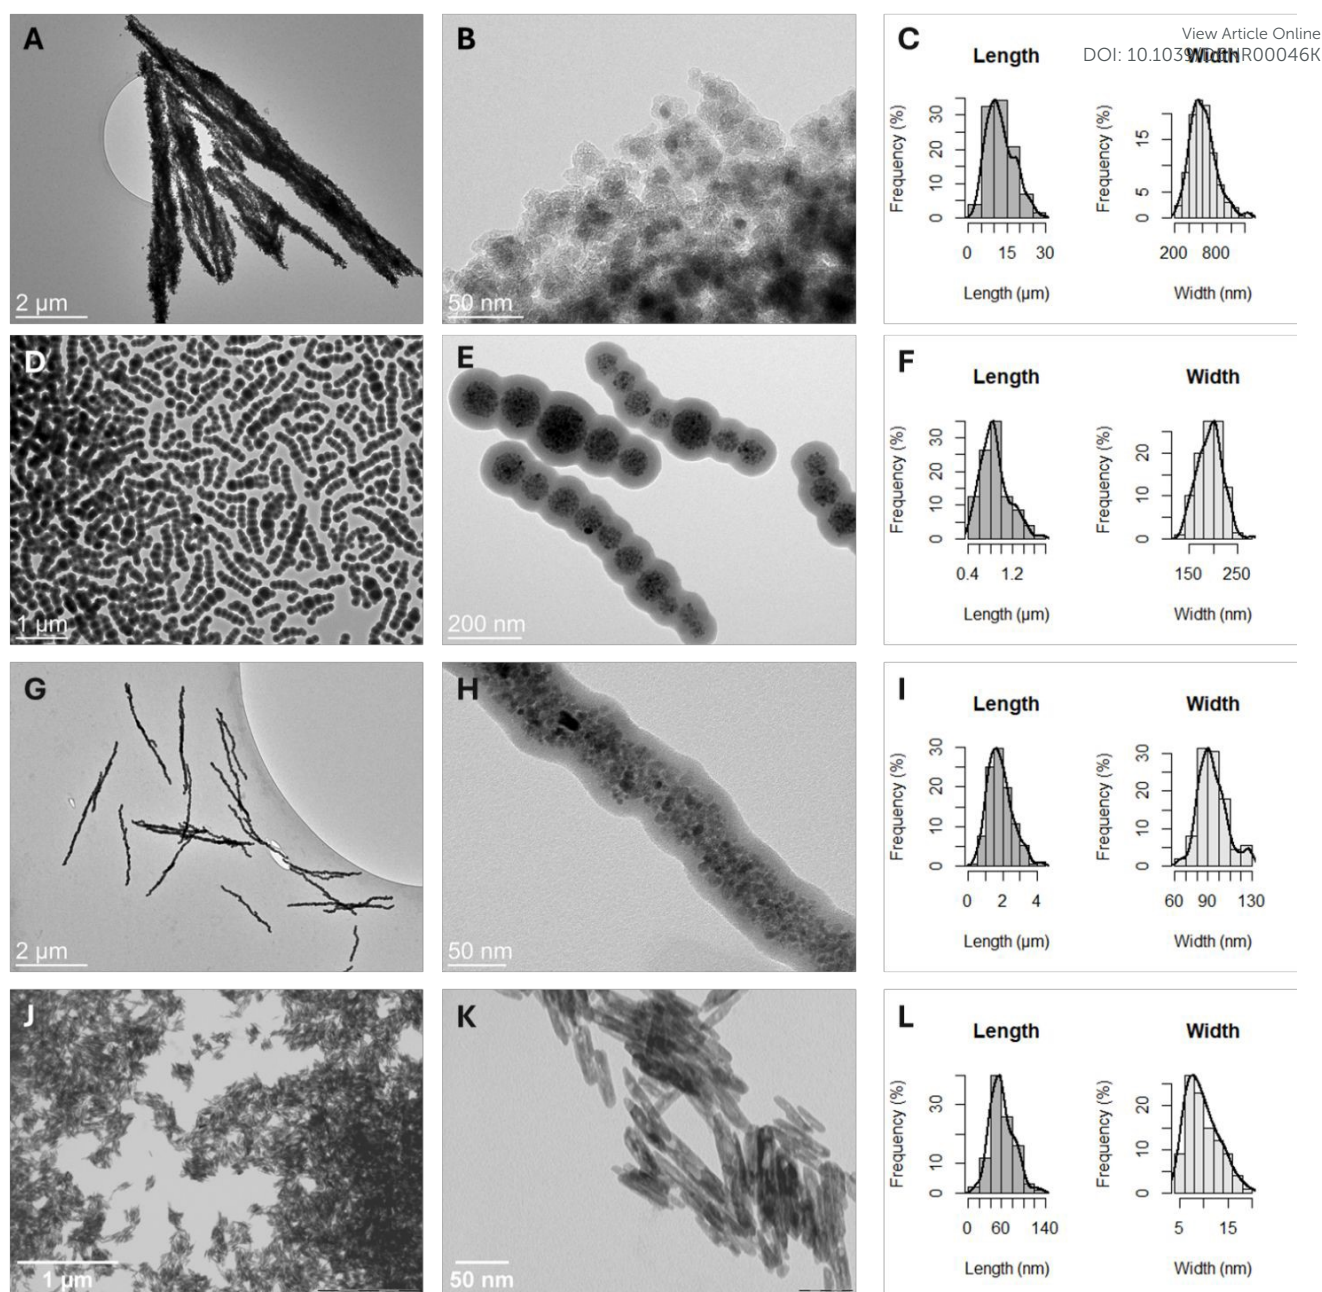 View Article Online
DOI: 10.1039/D5NR00046K
A
2 µm
B
50 nm
C
Length
Width
Frequency (%)
0 10 20 30
0 15 30
Length (µm)
Frequency (%)
0 5 15
200 800
Width (nm)
D
1 µm
E
200 nm
F
Length
Width
Frequency (%)
0 10 20 30
0.4 1.2
Length (µm)
Frequency (%)
0 10 20
150 250
Width (nm)
G
2 µm
H
50 nm
I
Length
Width
Frequency (%)
0 10 20 30
0 2 4
Length (µm)
Frequency (%)
0 10 20 30
60 90 130
Width (nm)
J
1 µm
K
50 nm
L
Length
Width
Frequency (%)
0 10 30
0 60 140
Length (nm)
Frequency (%)
0 10 20
5 15
Width (nm)